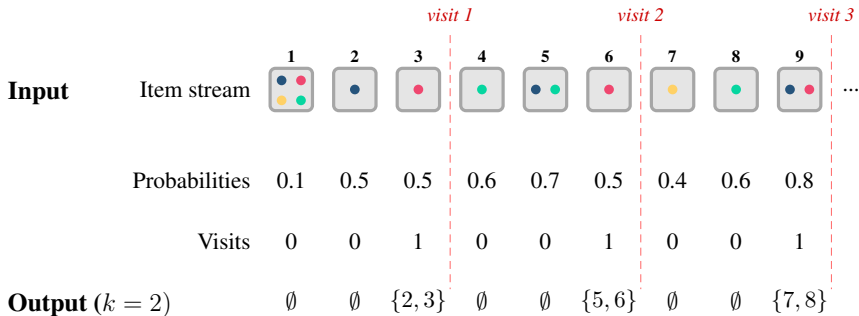 visit 1 visit 2 visit 3
1 2 3 4 5 6 7 8 9
Input Item stream ...
Probabilities 0.1 0.5 0.5 0.6 0.7 0.5 0.4 0.6 0.8
Visits 0 0 1 0 0 1 0 0 1
Output (k = 2) ∅ ∅ {2, 3} ∅ ∅ {5, 6} ∅ ∅ {7, 8}